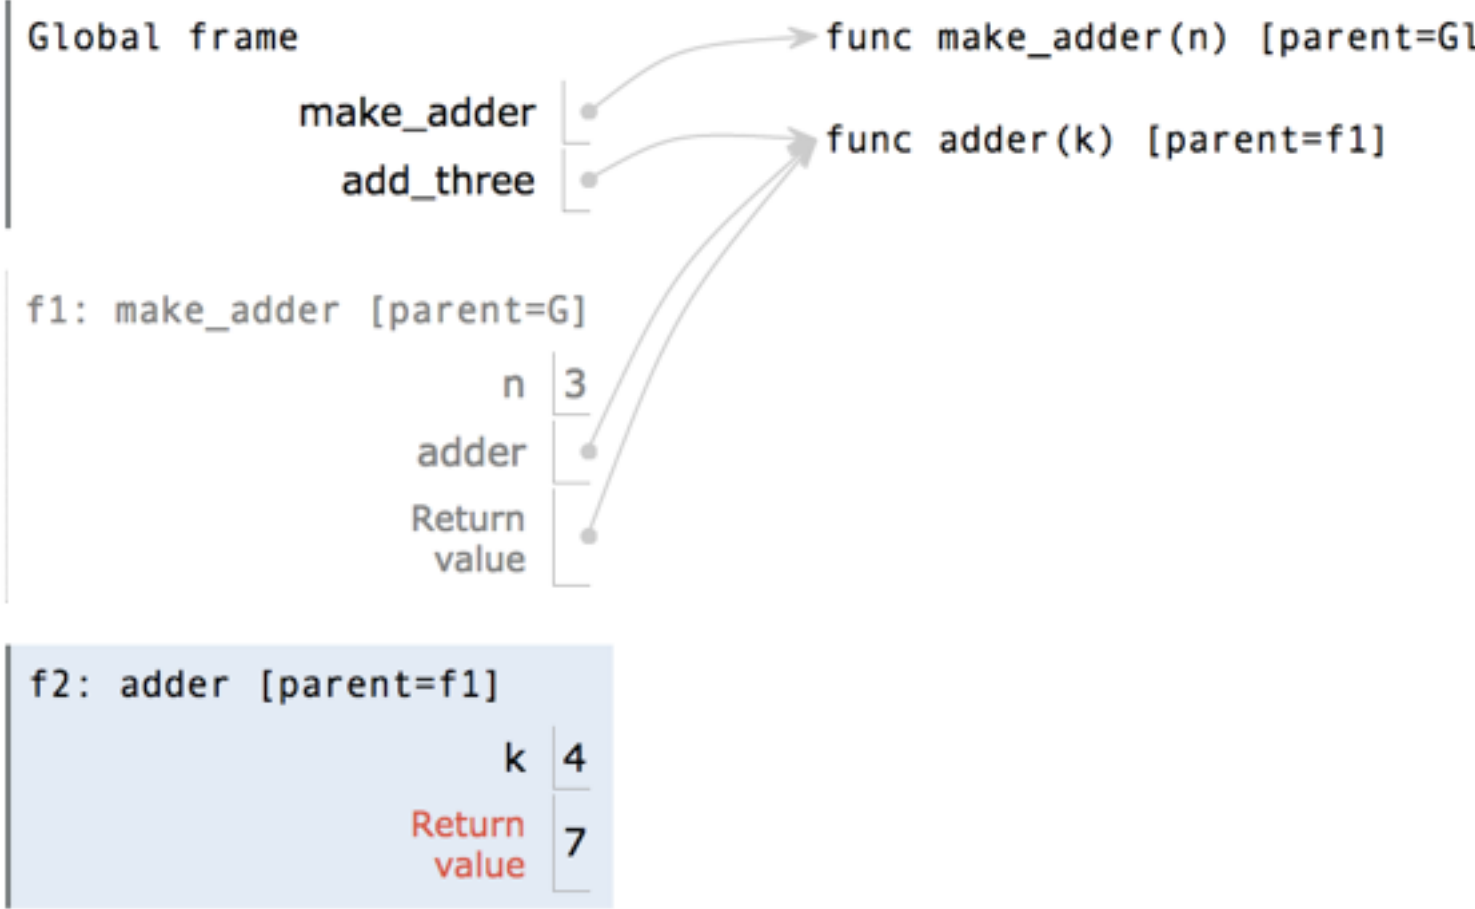 Global frame
func make_adder(n) [parent=Gl
make_adder
func adder(k) [parent=f1]
add_three
f1: make_adder [parent=G]
n 3
adder
Return
value
f2: adder [parent=f1]
k 4
Return
value 7